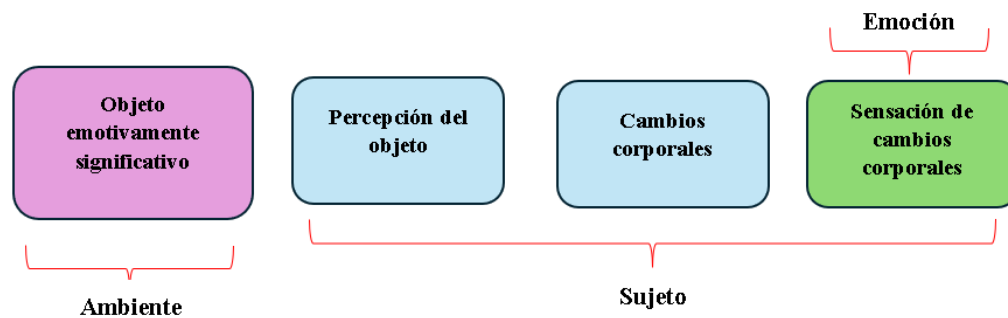 Emoción
Objeto
emotivamente
significativo
Percepción del
objeto
Cambios
corporales
Sensación de
cambios
corporales
Ambiente
Sujeto